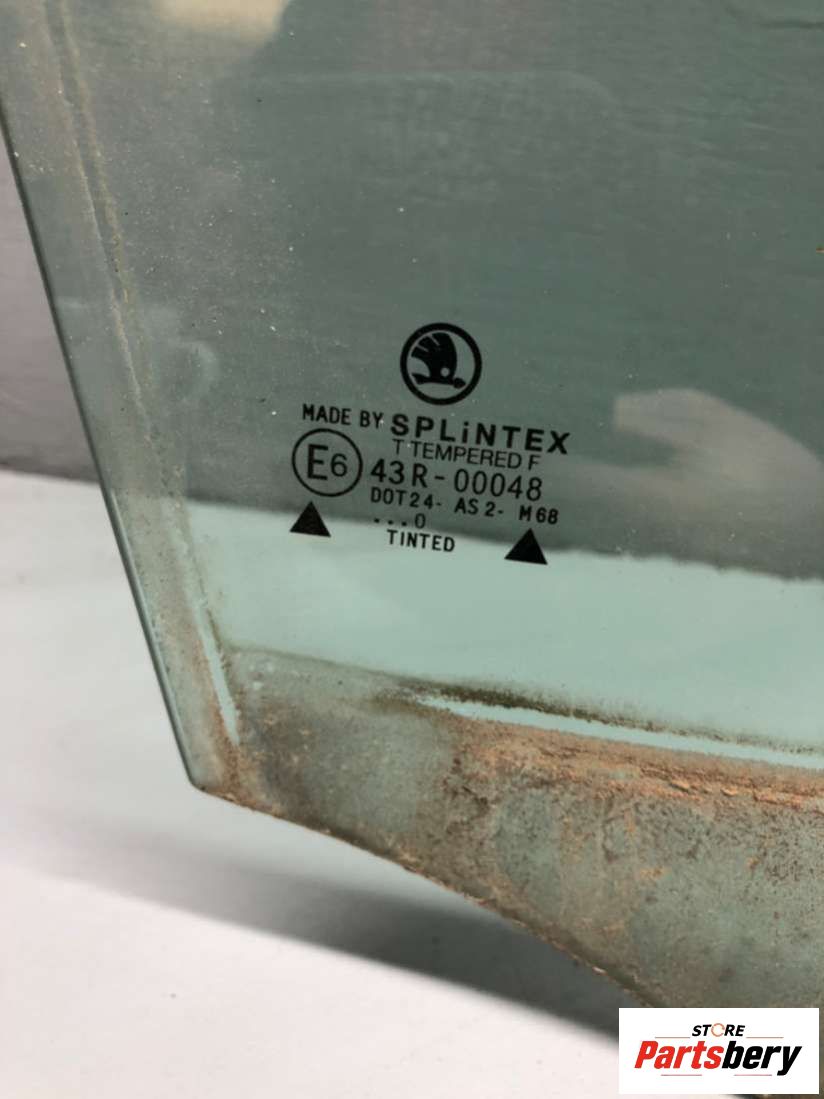 MADE BY SPLiNTEX
T TEMPERED F
E6 43R-00048
DOT24- AS2- M68
...0
TINTED
STORE
Partsbery